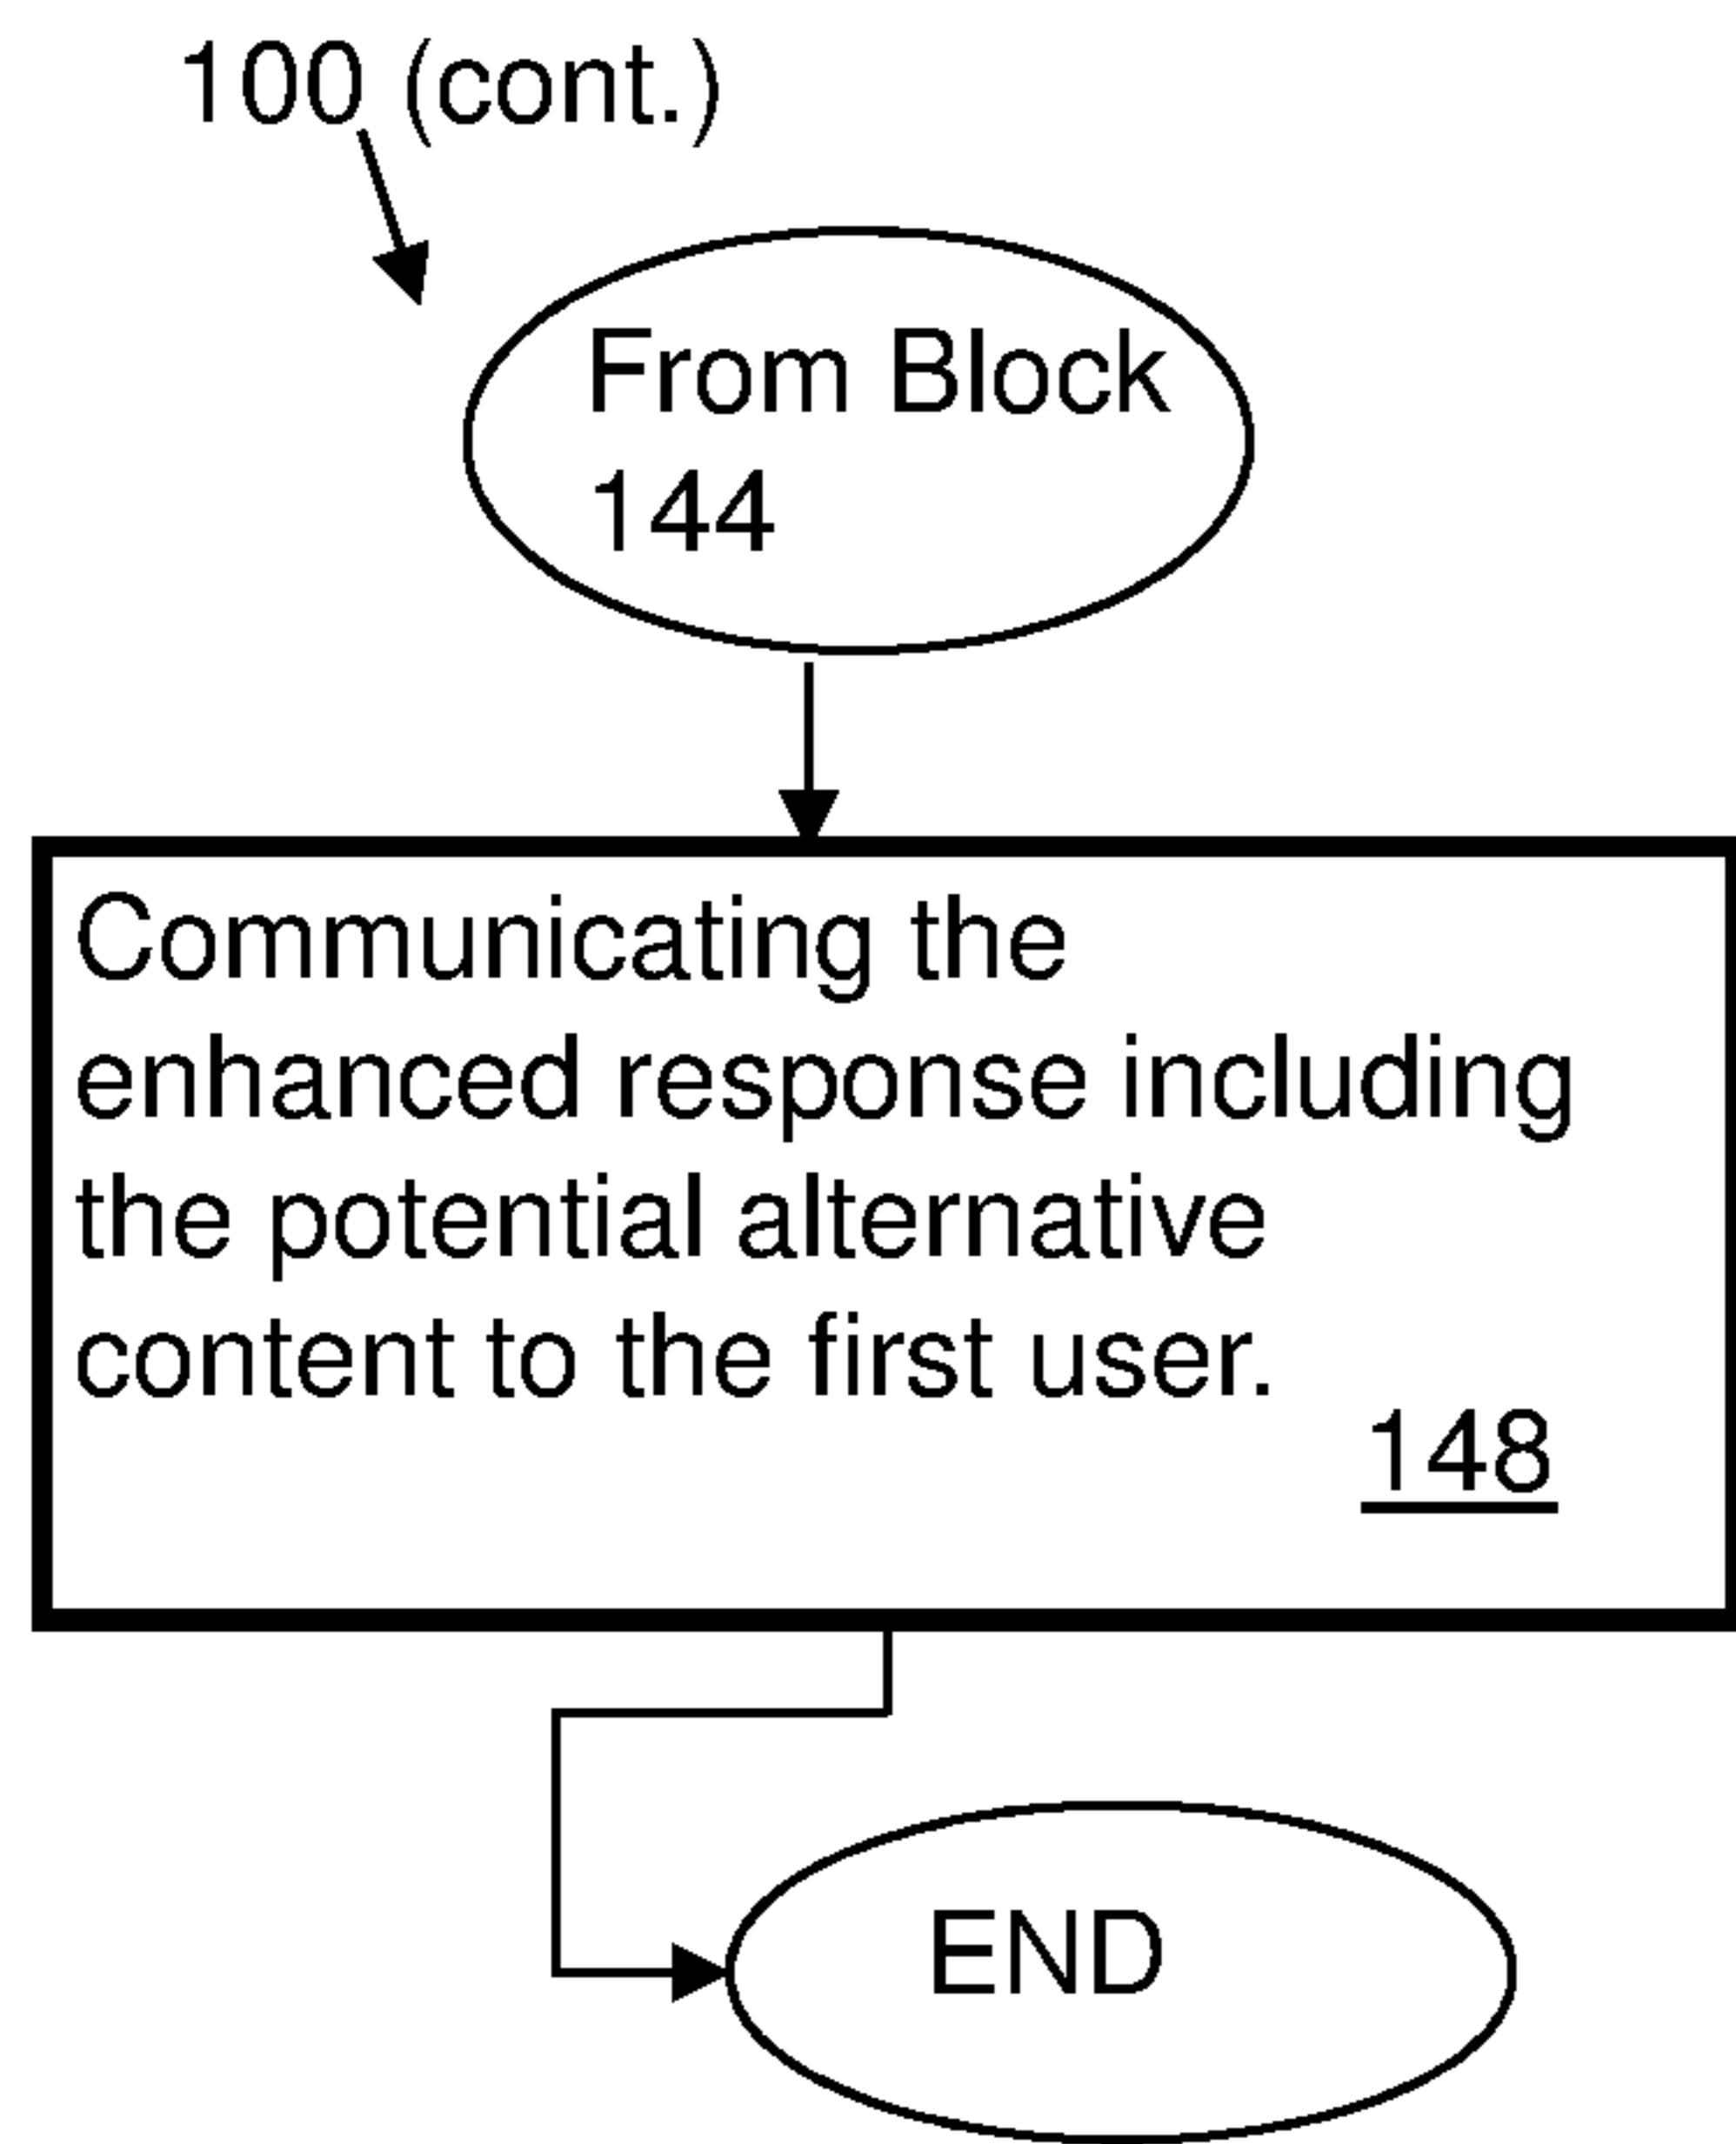 100 (cont.)
From Block
144
Communicating the
enhanced response including
the potential alternative
content to the first user.
148
END